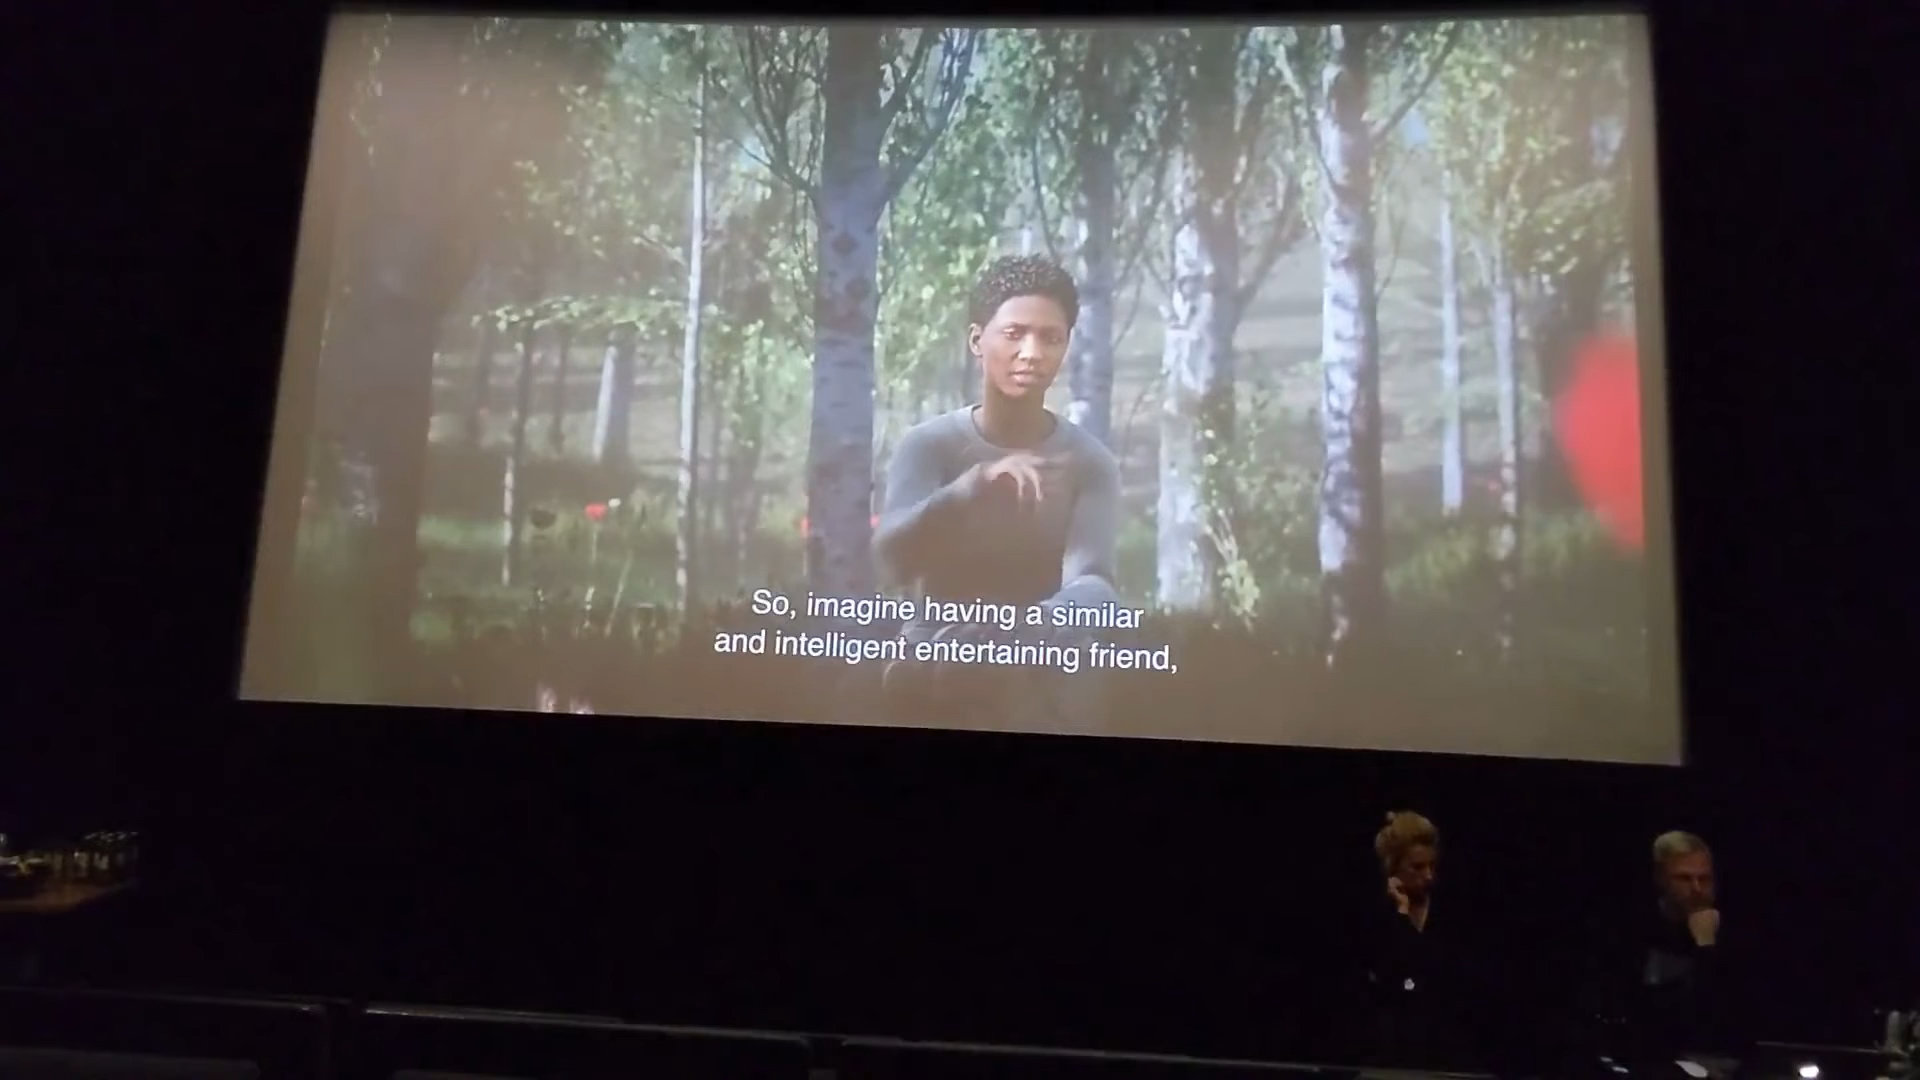 So, imagine having a similar
and intelligent entertaining friend,